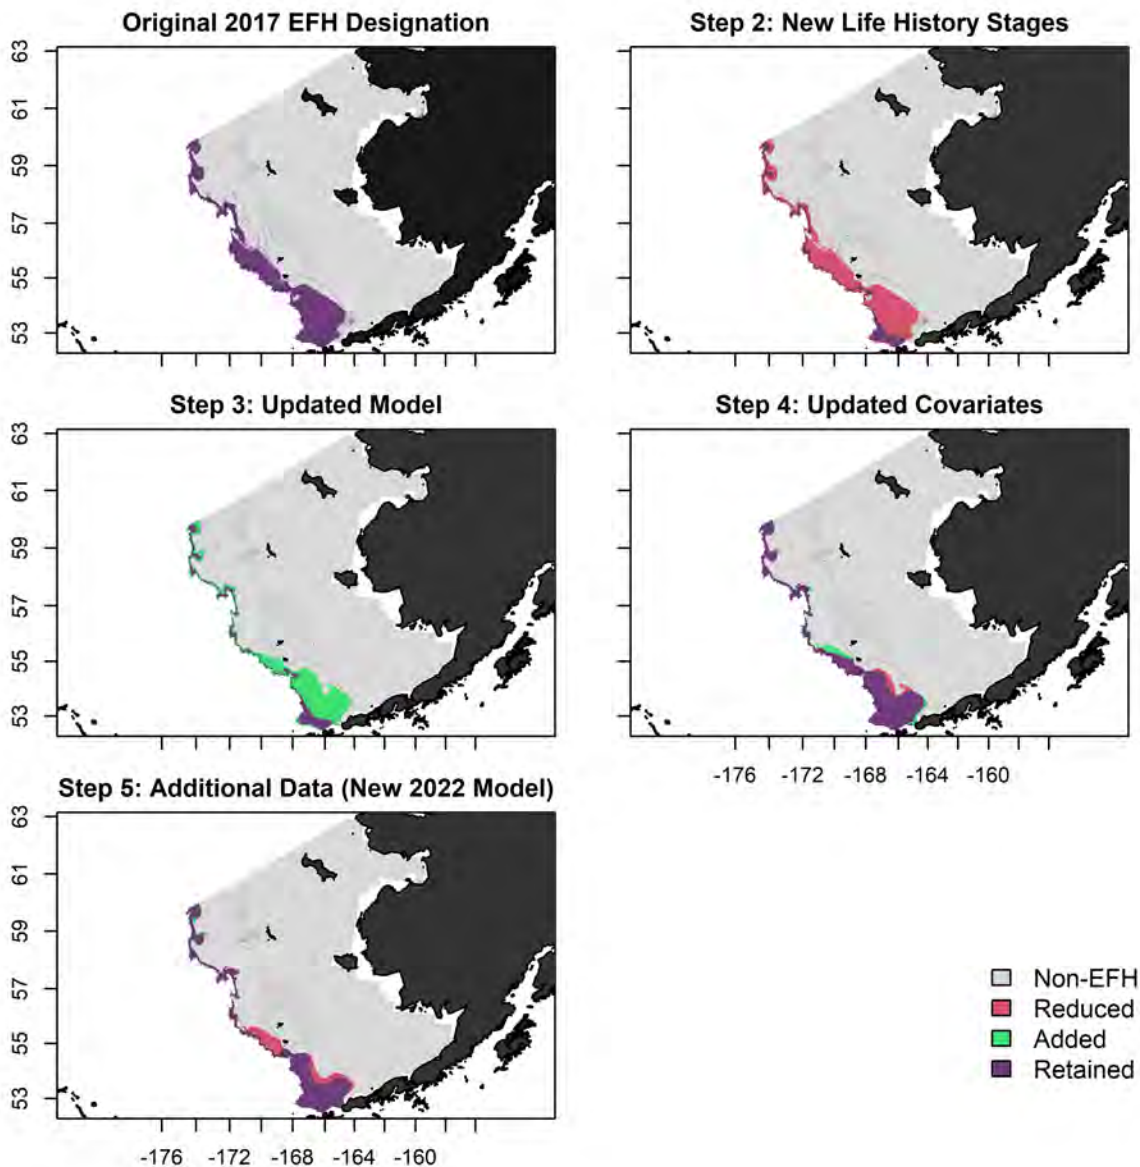 Original 2017 EFH Designation
Step 2: New Life History Stages
63
61
59
57
55
53
Step 3: Updated Model
Step 4: Updated Covariates
63
61
59
57
55
53
-176 -172 -168 -164 -160
Step 5: Additional Data (New 2022 Model)
63
61
59
57
55
53
-176 -172 -168 -164 -160
Non-EFH
Reduced
Added
Retained